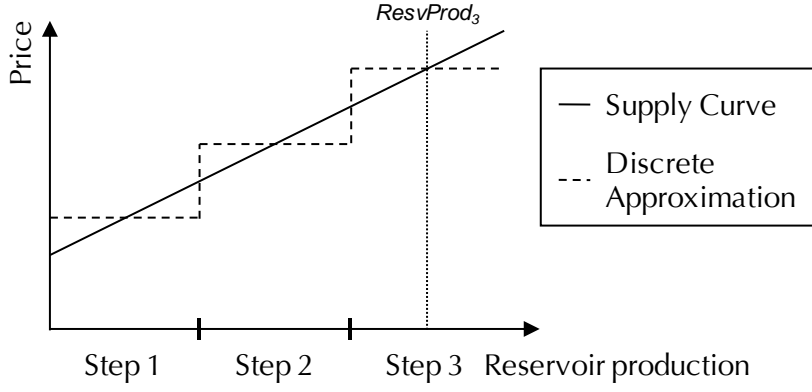 ResvProd3
Price
Supply Curve
Discrete
Approximation
Step 1 Step 2 Step 3 Reservoir production